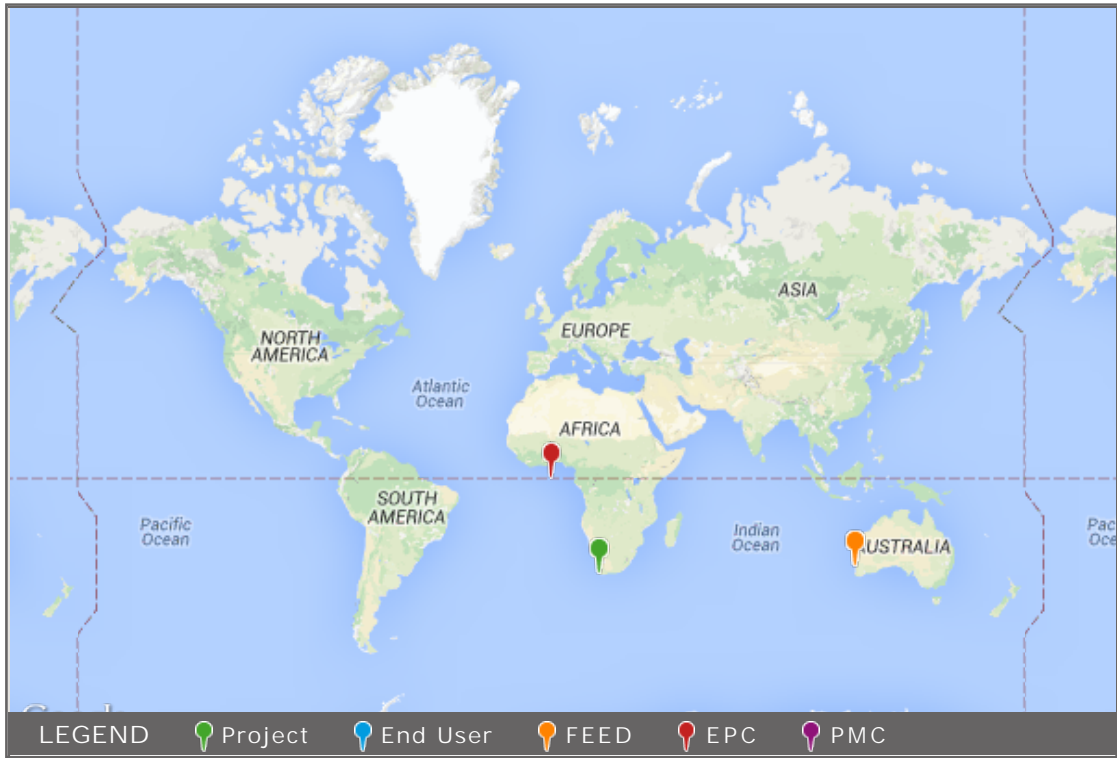 ASIA
EUROPE
NORTH
AMERICA
Atlantic
Ocean
AFRICA
SOUTH
AMERICA
Pacific
Ocean
Indian
Ocean
AUSTRALIA
Pac
Oce
LEGEND Project End User FEED EPC PMC